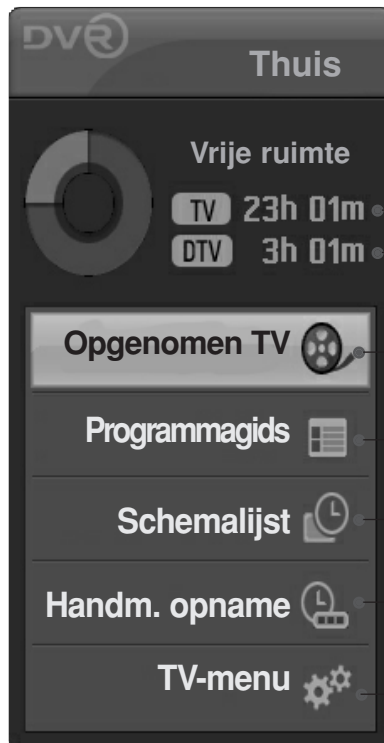 DVR
Thuis
Vrije ruimte
TV 23h 01m
DTV 3h 01m
Opgenomen TV
Programmagids
Schemalijst
Handm. opname
TV-menu